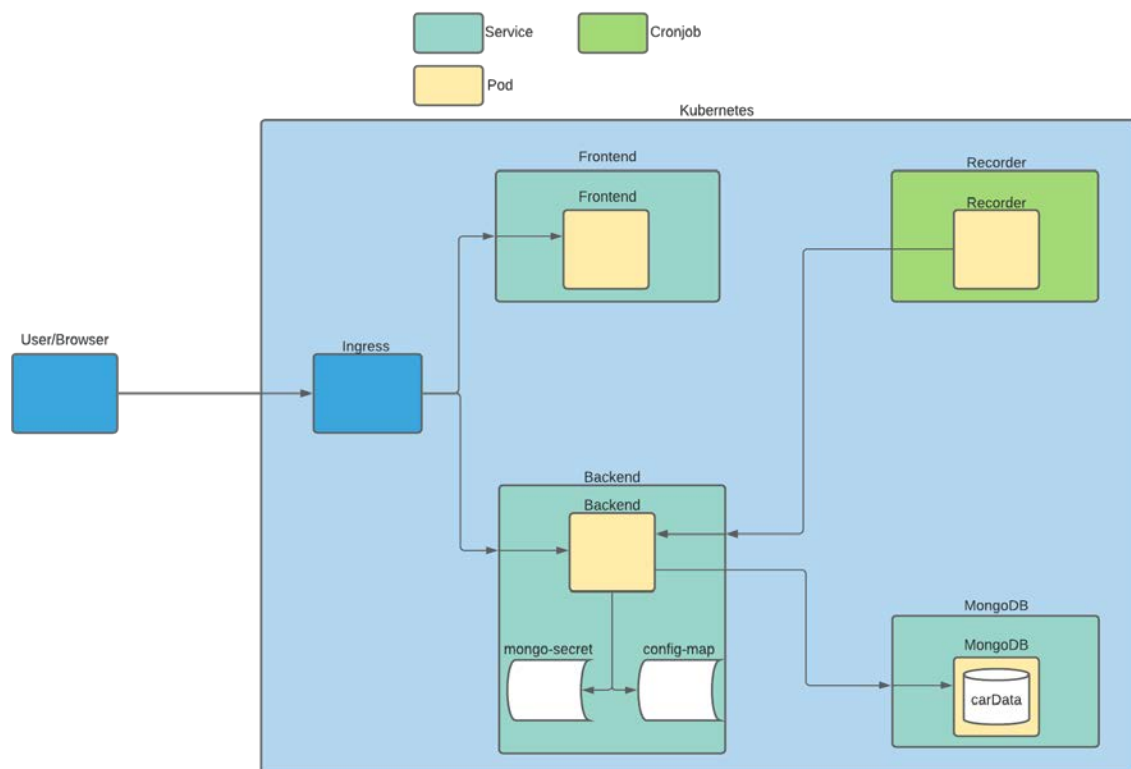 Service
Cronjob
Pod
Kubernetes
Frontend
Recorder
Frontend
Recorder
User/Browser
Ingress
Backend
Backend
MongoDB
mongo-secret
config-map
MongoDB
carData